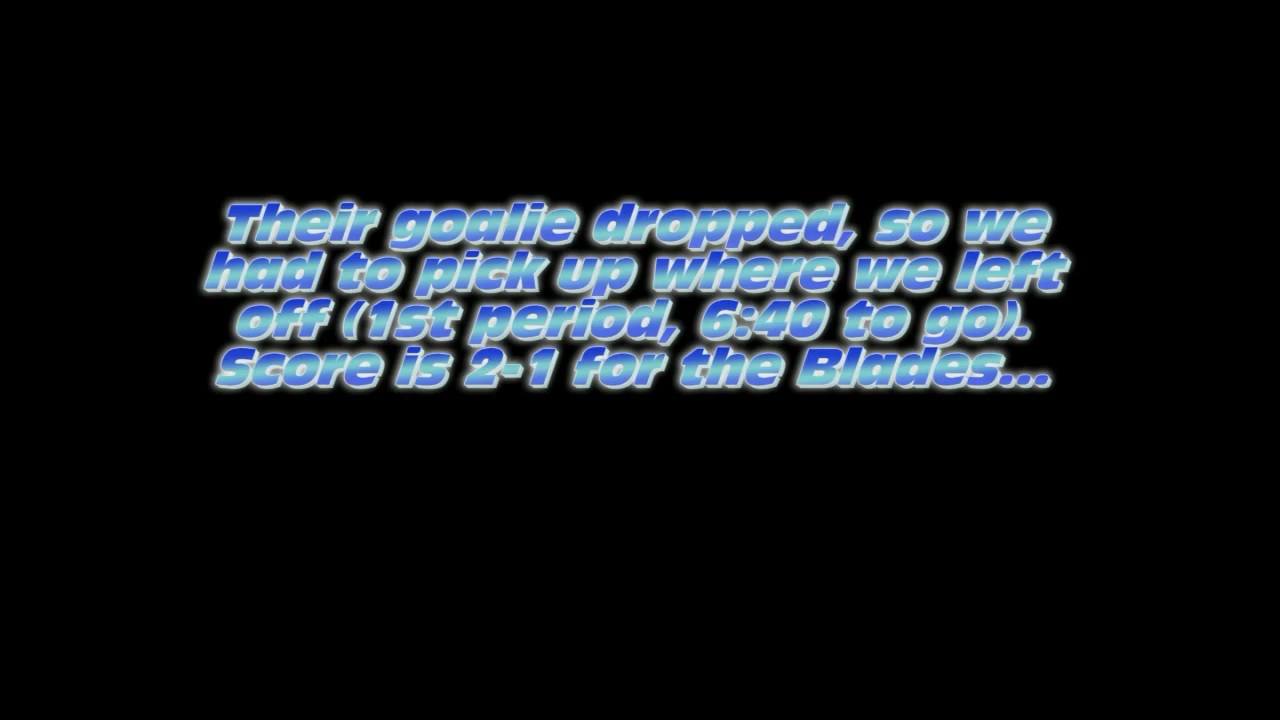 Their goalie dropped, so we
had to pick up where we left
off (1st period, 6:40 to go).
Score is 2-1 for the Blades...